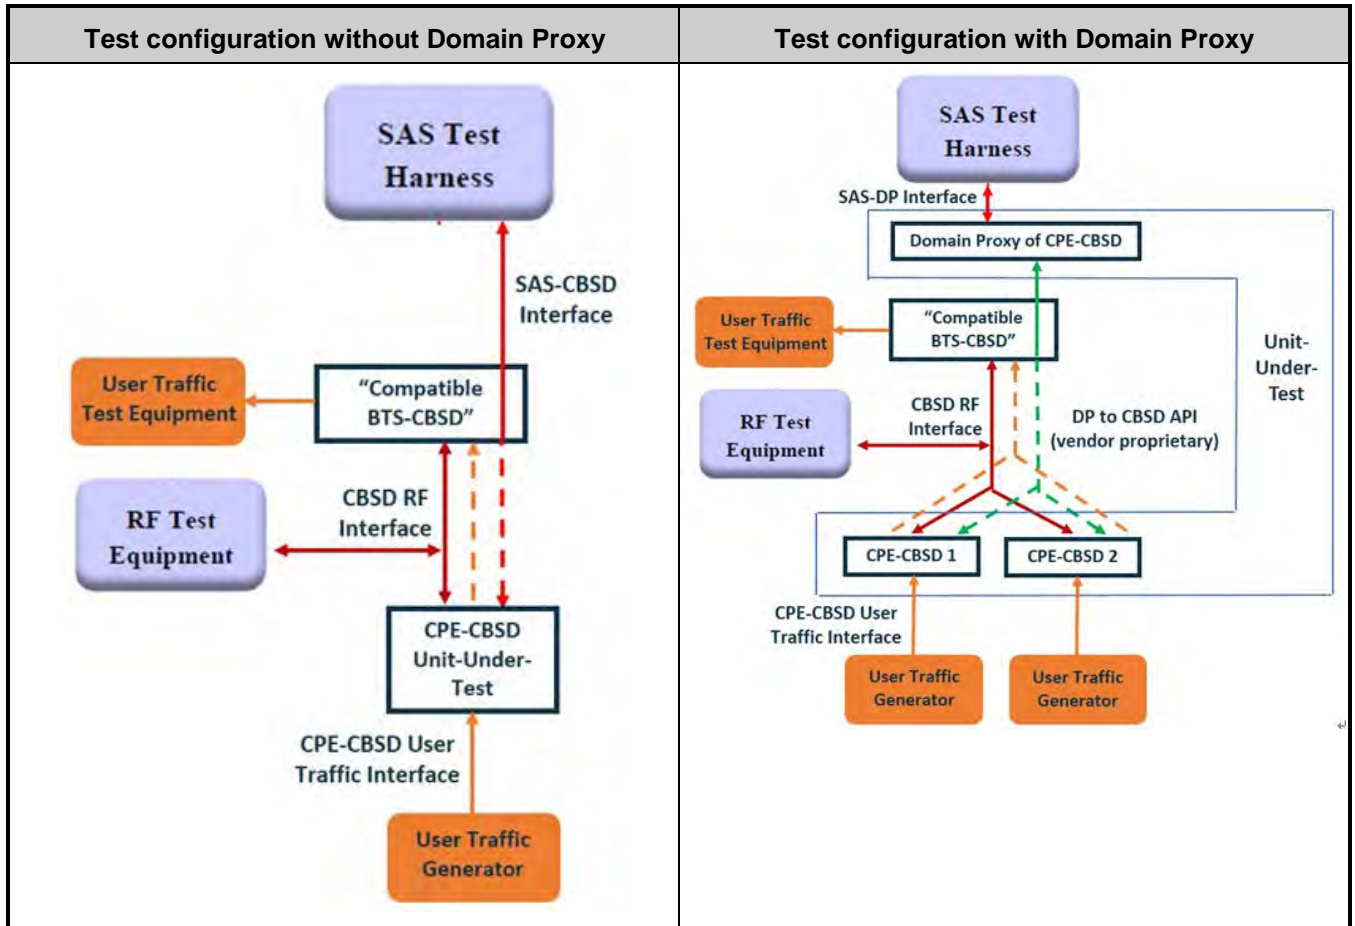 Test configuration without Domain Proxy
Test configuration with Domain Proxy
SAS Test
Harness
SAS-CBSD
Interface
User Traffic
Test Equipment
“Compatible
BTS-CBSD”
RF Test
Equipment
CBSD RF
Interface
CPE-CBSD
Unit-Under-
Test
CPE-CBSD User
Traffic Interface
User Traffic
Generator
SAS Test
Harness
SAS-DP Interface
Domain Proxy of CPE-CBSD
User Traffic
Test Equipment
“Compatible
BTS-CBSD”
Unit-
Under-
Test
RF Test
Equipment
CBSD RF
Interface
DP to CBSD API
(vendor proprietary)
CPE-CBSD 1
CPE-CBSD 2
CPE-CBSD User
Traffic Interface
User Traffic
Generator
User Traffic
Generator